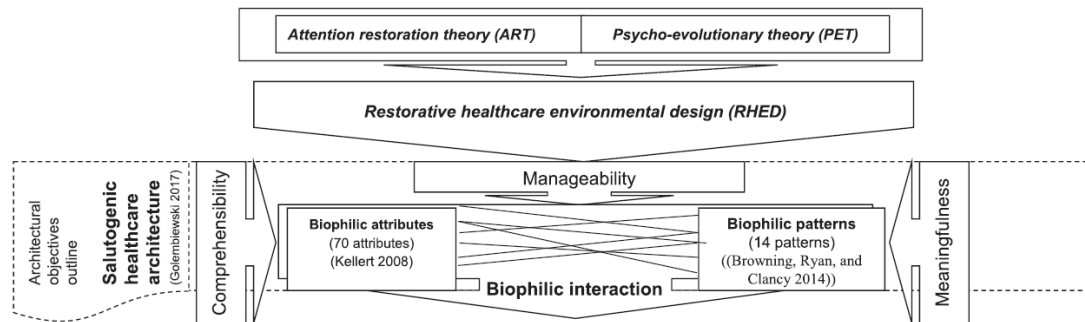 Attention restoration theory (ART)
Psycho-evolutionary theory (PET)
Restorative healthcare environmental design (RHED)
Architectural
objectives
outline
Salutogenic
healthcare
architecture
(Golembiewski 2017)
Comprehensibility
Manageability
Biophilic attributes
(70 attributes)
(Kellert 2008)
Biophilic patterns
(14 patterns)
((Browning, Ryan, and
Clancy 2014))
Biophilic interaction
Meaningfulness